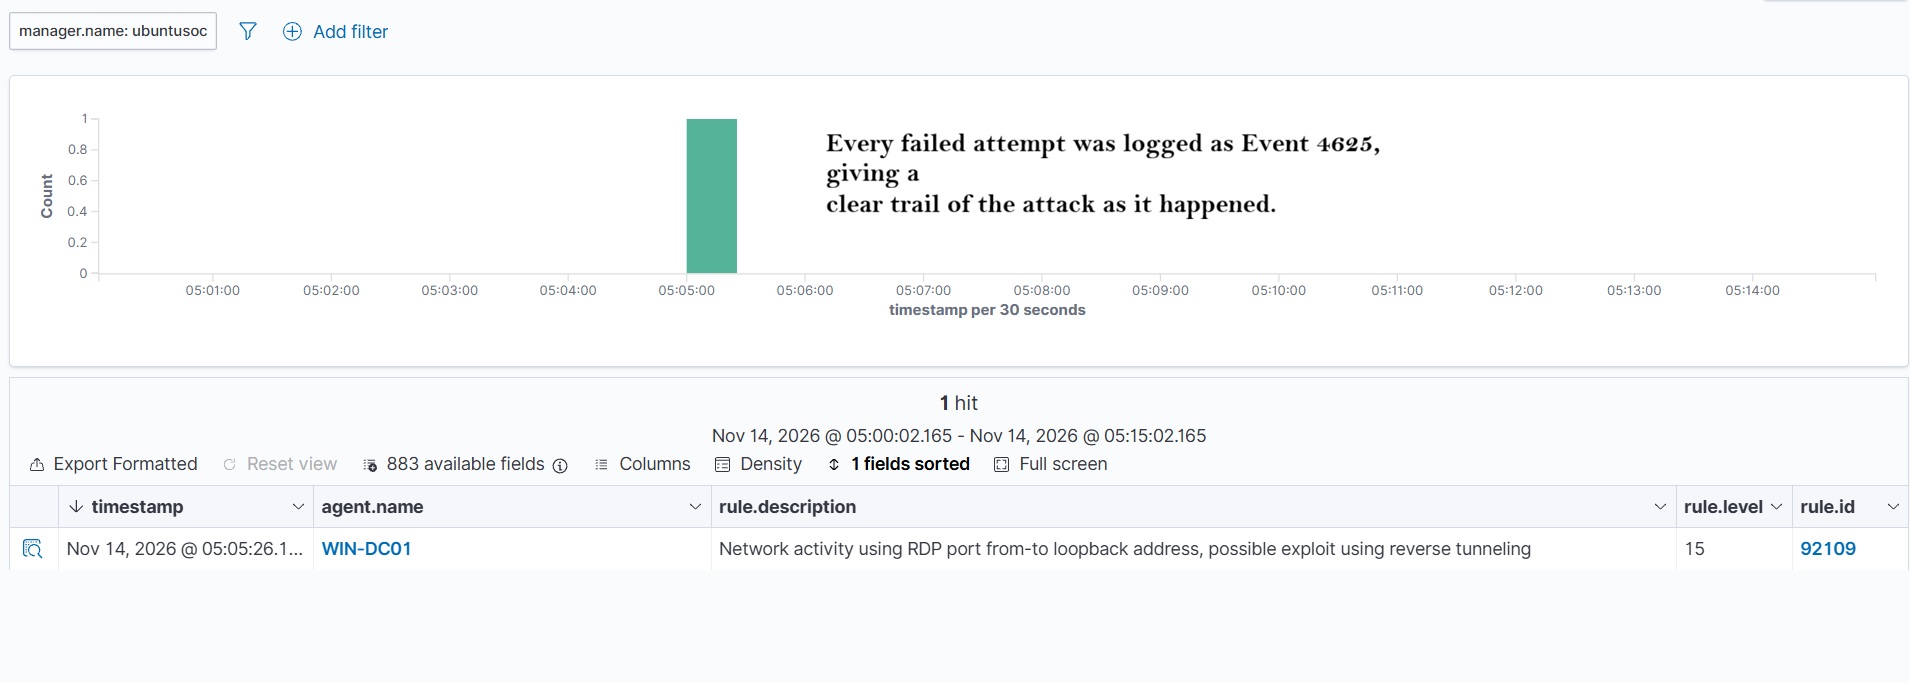 manager.name: ubuntusoc
Add filter
1
0.8
0.6
0.4
0.2
0
Count
Every failed attempt was logged as Event 4625,
giving a
clear trail of the attack as it happened.
05:01:00 05:02:00 05:03:00 05:04:00 05:05:00 05:06:00 05:07:00 05:08:00 05:09:00 05:10:00 05:11:00 05:12:00 05:13:00 05:14:00
timestamp per 30 seconds
1 hit
Nov 14, 2026 @ 05:00:02.165 - Nov 14, 2026 @ 05:15:02.165
Export Formatted Reset view 883 available fields Columns Density 1 fields sorted Full screen
timestamp agent.name rule.description rule.level rule.id
Nov 14, 2026 @ 05:05:26.1... WIN-DC01 Network activity using RDP port from-to loopback address, possible exploit using reverse tunneling 15 92109